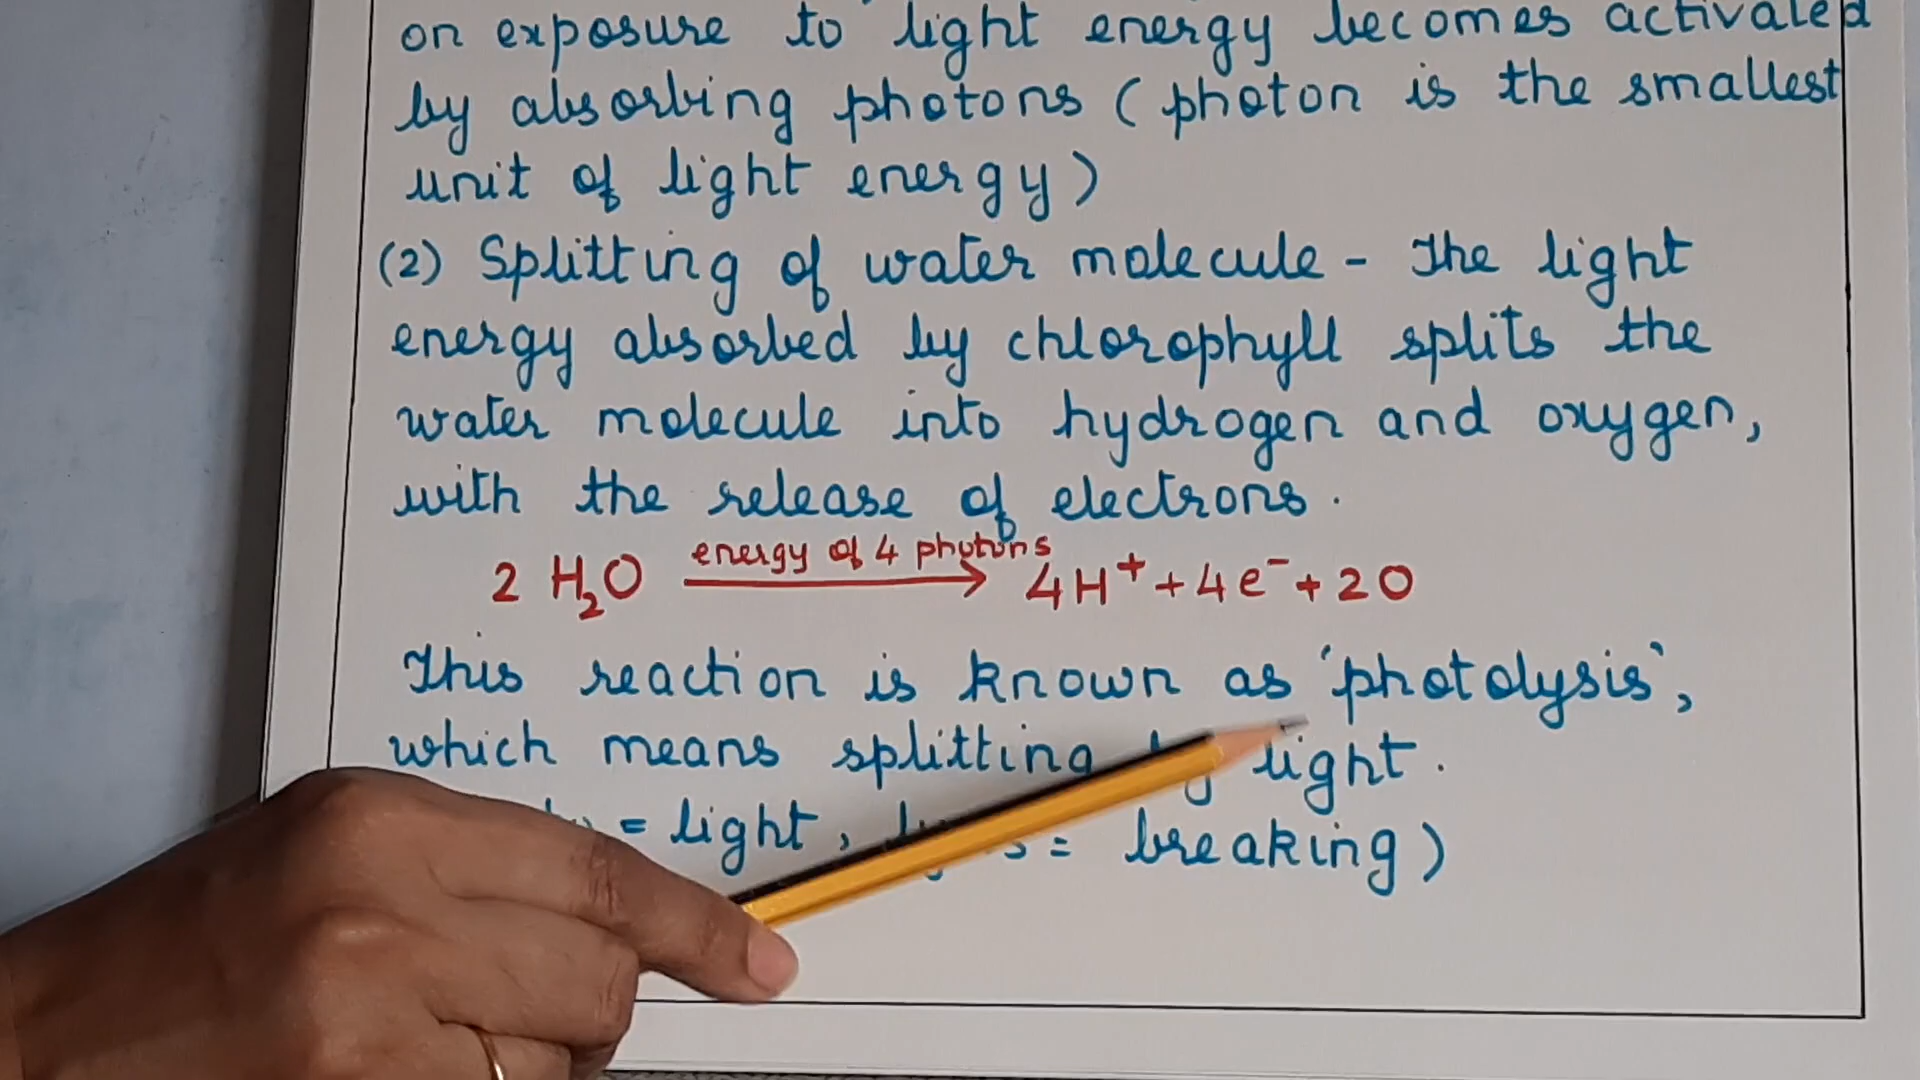 on exposure to light energy becomes activated
by absorbing photons (photon is the smallest
unit of light energy)
(2) Splitting of water molecule - The light
energy absorbed by chlorophyll splits the
water molecule into hydrogen and oxygen,
with the release of electrons.
2 H₂O energy of 4 photons → 4H⁺ + 4e⁻ + 2O
This reaction is known as 'photolysis',
which means splitting by light.
= light, = breaking)